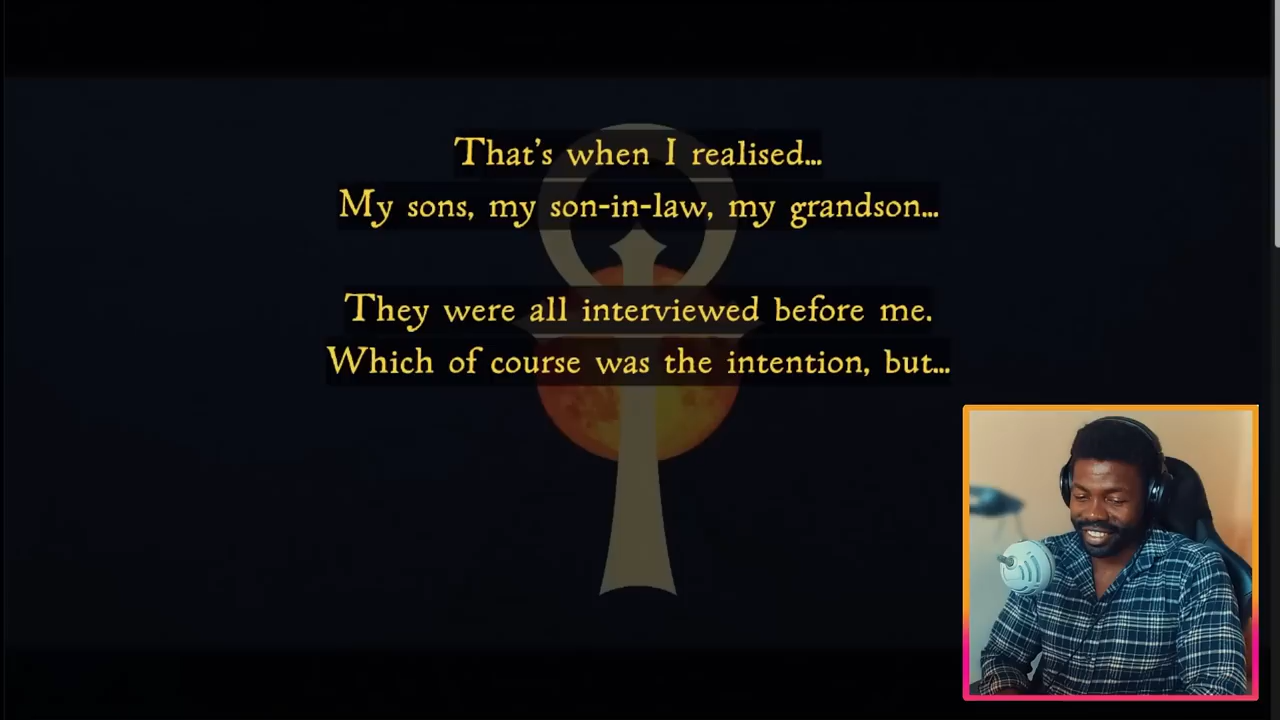 That's when I realised...
My sons, my son-in-law, my grandson...
They were all interviewed before me.
Which of course was the intention, but...